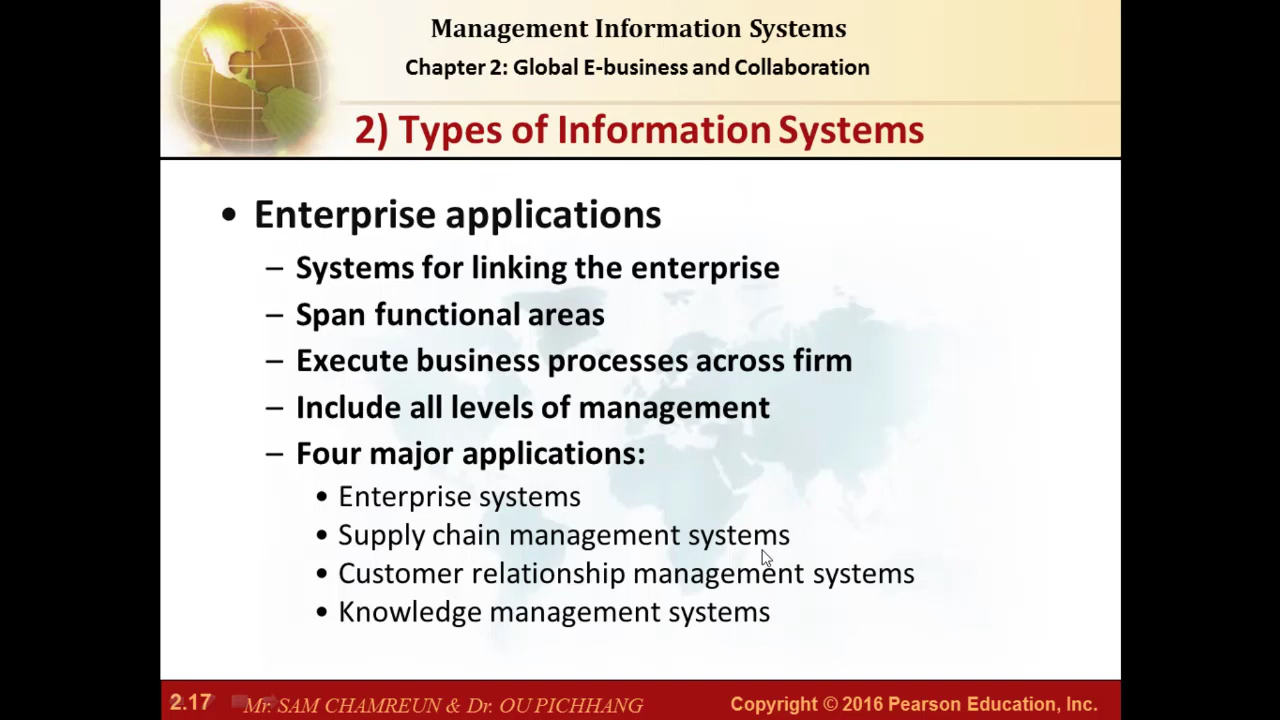 Management Information Systems
Chapter 2: Global E-business and Collaboration
2) Types of Information Systems
• Enterprise applications
– Systems for linking the enterprise
– Span functional areas
– Execute business processes across firm
– Include all levels of management
– Four major applications:
• Enterprise systems
• Supply chain management systems
• Customer relationship management systems
• Knowledge management systems
2.17 Mr. SAM CHAMREUN & Dr. OU PICHHANG Copyright © 2016 Pearson Education, Inc.